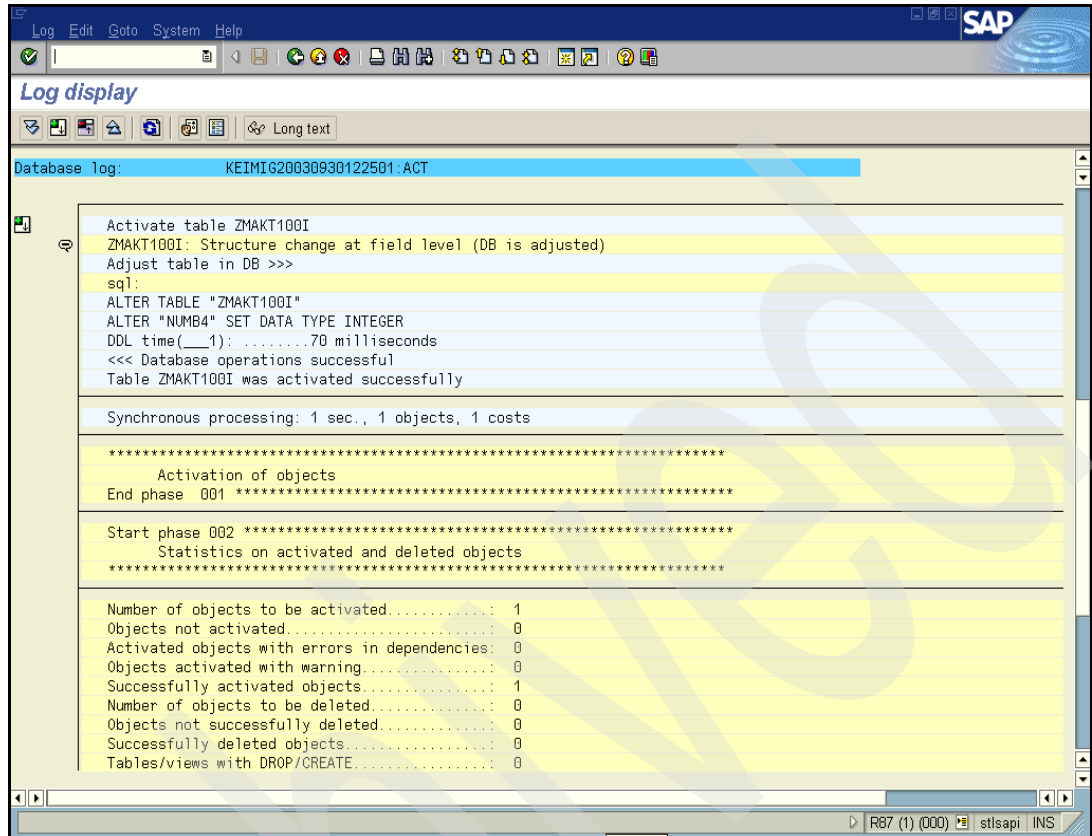 Log Edit Goto System Help
SAP
Log display
Long text
Database log: KEIMIG20030930122501:ACT
Activate table ZMAKT100I
ZMAKT100I: Structure change at field level (DB is adjusted)
Adjust table in DB >>>
sql:
ALTER TABLE "ZMAKT100I"
ALTER "NUMB4" SET DATA TYPE INTEGER
DDL time(___1): ........70 milliseconds
<<< Database operations successful
Table ZMAKT100I was activated successfully
Synchronous processing: 1 sec., 1 objects, 1 costs
*************************************************************************
Activation of objects
End phase 001 ***********************************************************
Start phase 002 **********************************************************
Statistics on activated and deleted objects
*************************************************************************
Number of objects to be activated............: 1
Objects not activated........................: 0
Activated objects with errors in dependencies: 0
Objects activated with warning...............: 0
Successfully activated objects...............: 1
Number of objects to be deleted..............: 0
Objects not successfully deleted.............: 0
Successfully deleted objects.................: 0
Tables/views with DROP/CREATE................: 0
R87 (1) (000) stlsapi INS